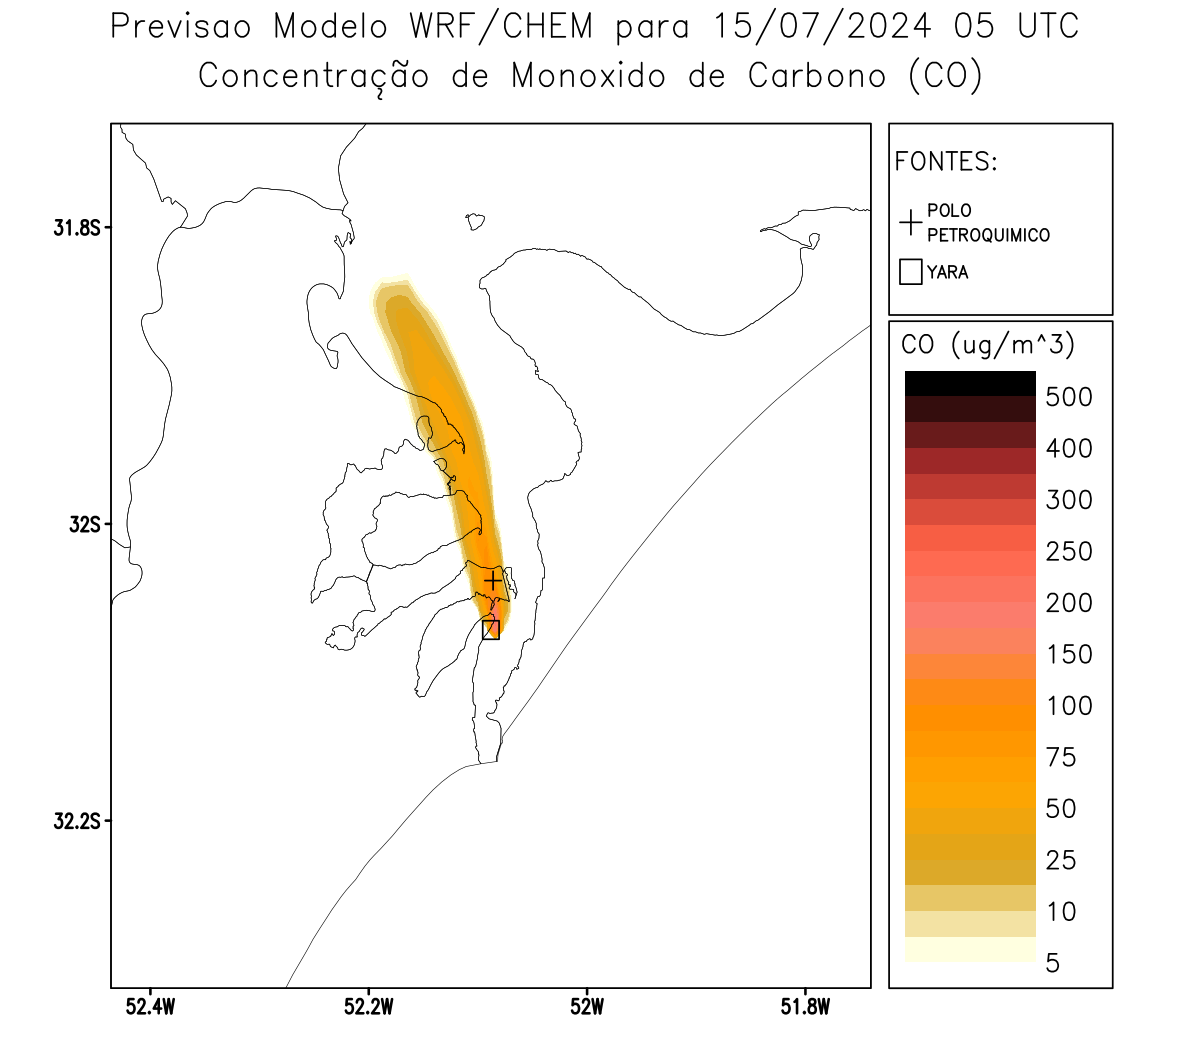 Previsao Modelo WRF/CHEM para 15/07/2024 05 UTC
Concentração de Monoxido de Carbono (CO)
FONTES:
POLO
PETROQUIMICO
YARA
CO (ug/m^3)
500
400
300
250
200
150
100
75
50
25
10
5
31.8S
32S
32.2S
52.4W
52.2W
52W
51.8W